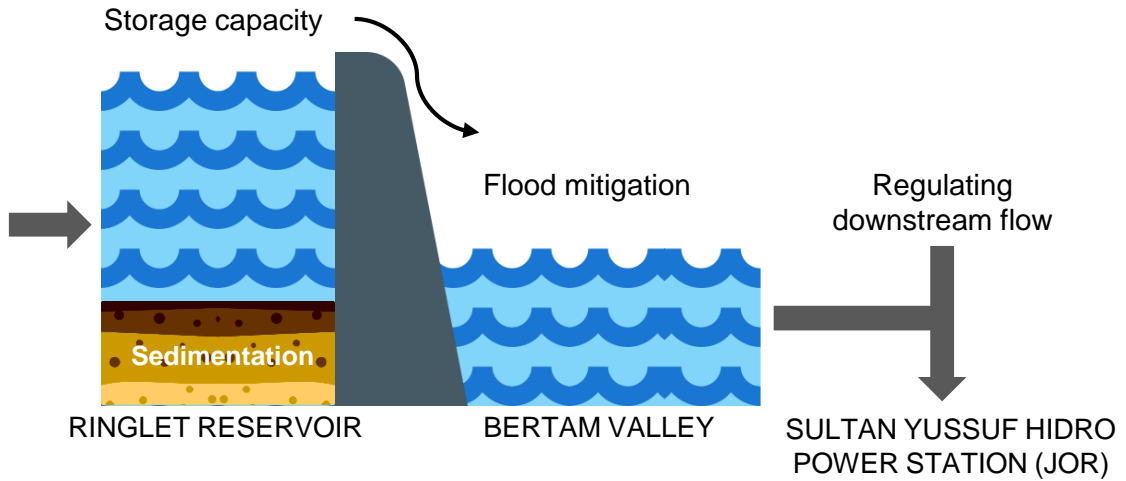 Storage capacity
Flood mitigation
Regulating
downstream flow
Sedimentation
RINGLET RESERVOIR
BERTAM VALLEY
SULTAN YUSSUF HIDRO
POWER STATION (JOR)